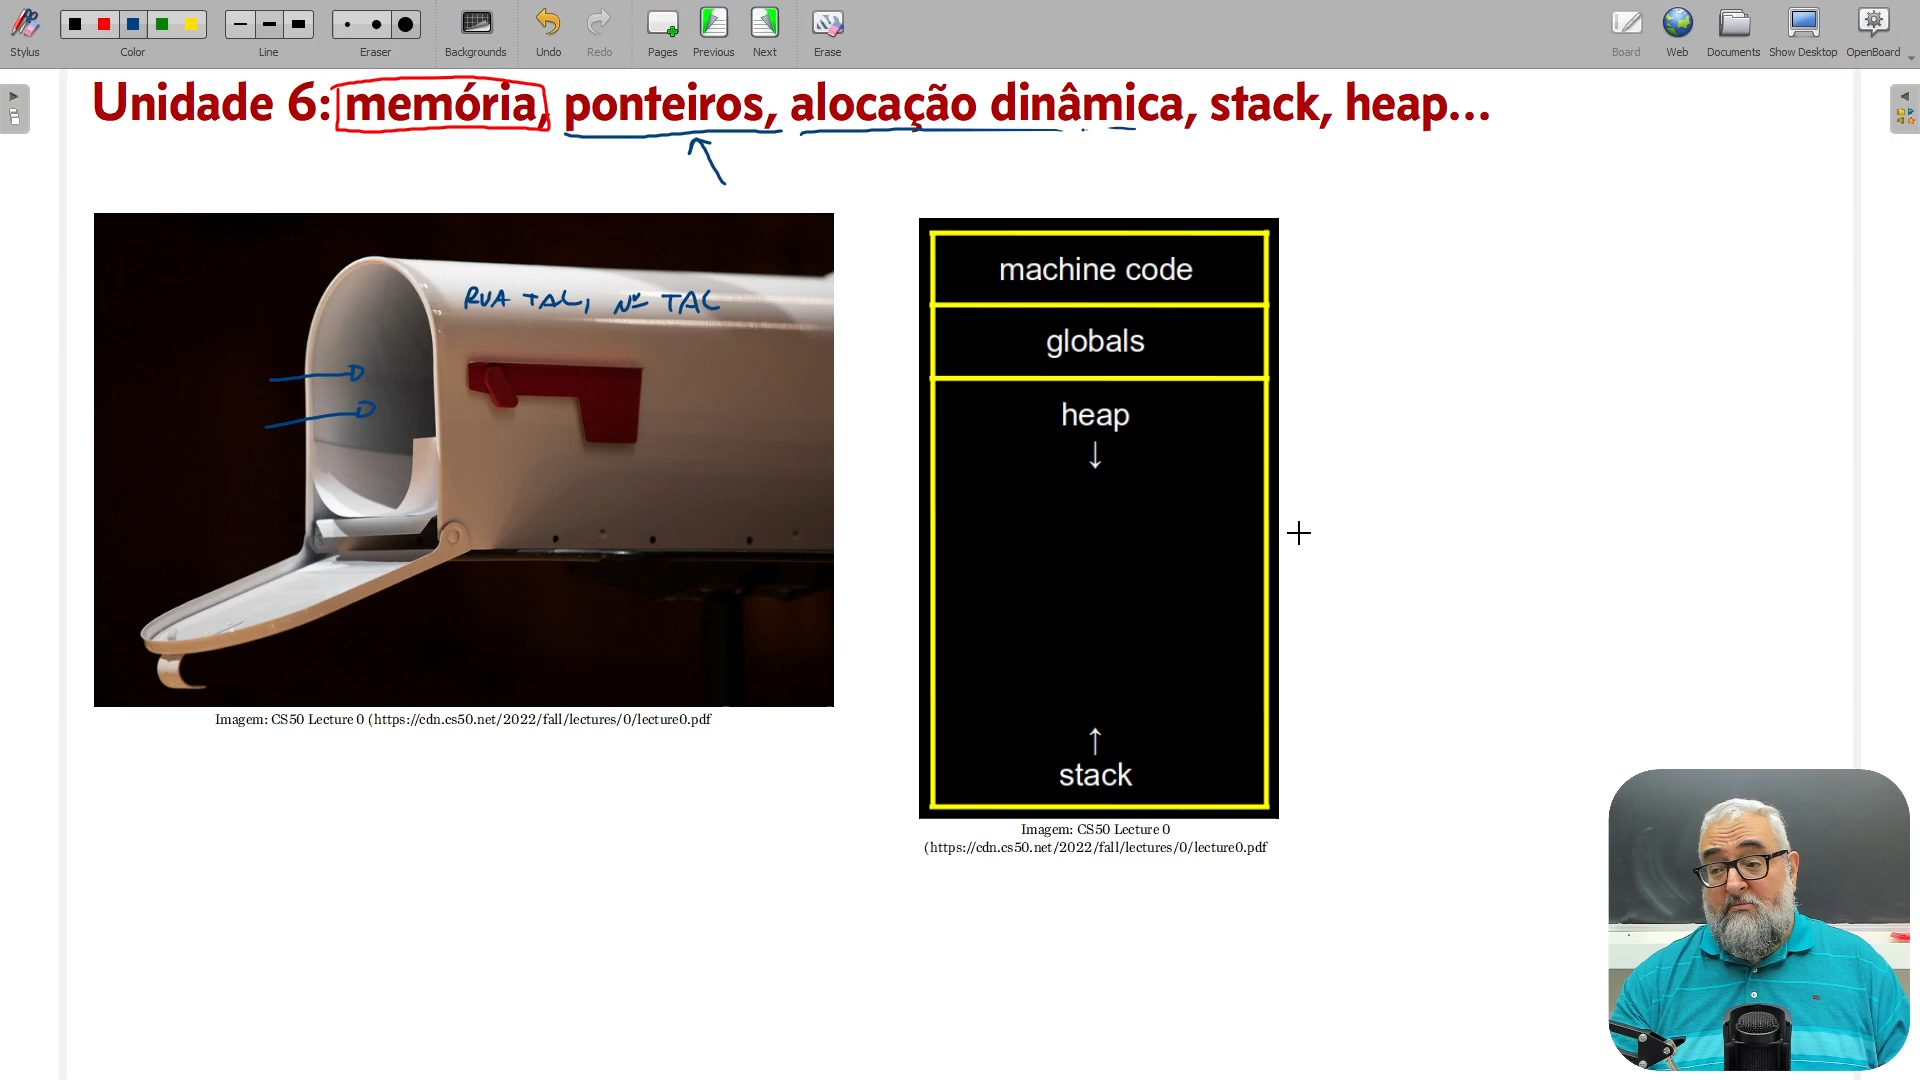 Stylus
Color
Line
Eraser
Backgrounds
Undo
Redo
Pages
Previous
Next
Erase
Board
Web
Documents
Show Desktop
OpenBoard
Unidade 6: memória, ponteiros, alocação dinâmica, stack, heap...
RUA TAL, Nº TAL
machine code
globals
heap
↓
↑
stack
Imagem: CS50 Lecture 0 (https://cdn.cs50.net/2022/fall/lectures/0/lecture0.pdf
Imagem: CS50 Lecture 0
(https://cdn.cs50.net/2022/fall/lectures/0/lecture0.pdf